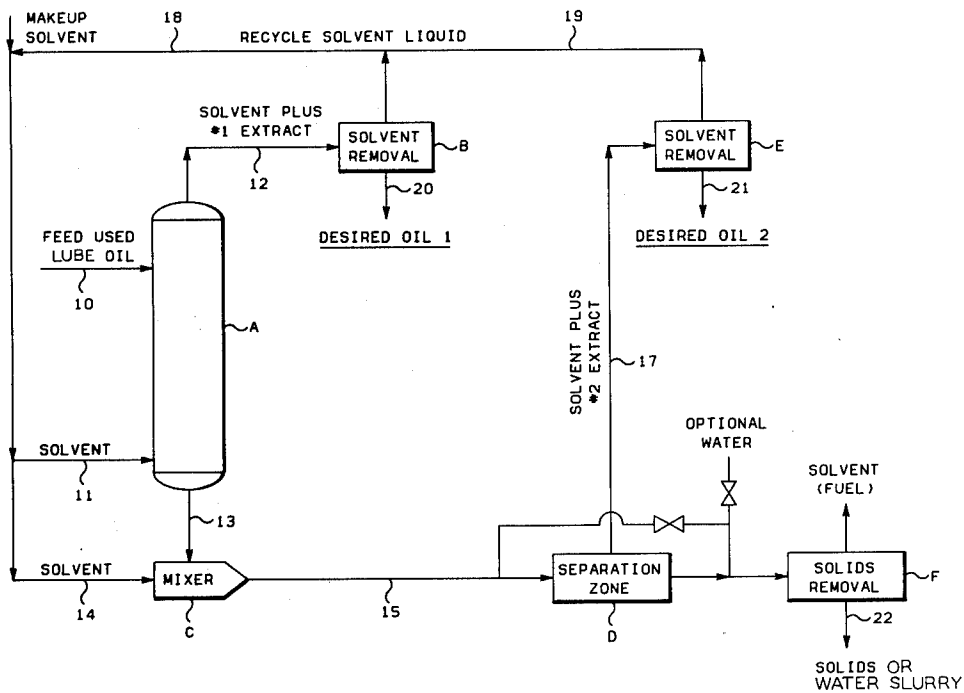 MAKEUP
SOLVENT
18
RECYCLE SOLVENT LIQUID
19
SOLVENT PLUS
#1 EXTRACT
12
SOLVENT
REMOVAL
B
20
DESIRED OIL 1
SOLVENT
REMOVAL
E
21
DESIRED OIL 2
FEED USED
LUBE OIL
10
A
SOLVENT PLUS
#2 EXTRACT
17
OPTIONAL
WATER
SOLVENT
(FUEL)
SOLVENT
11
13
SOLVENT
14
MIXER
C
15
SEPARATION
ZONE
D
SOLIDS
REMOVAL
F
22
SOLIDS OR
WATER SLURRY